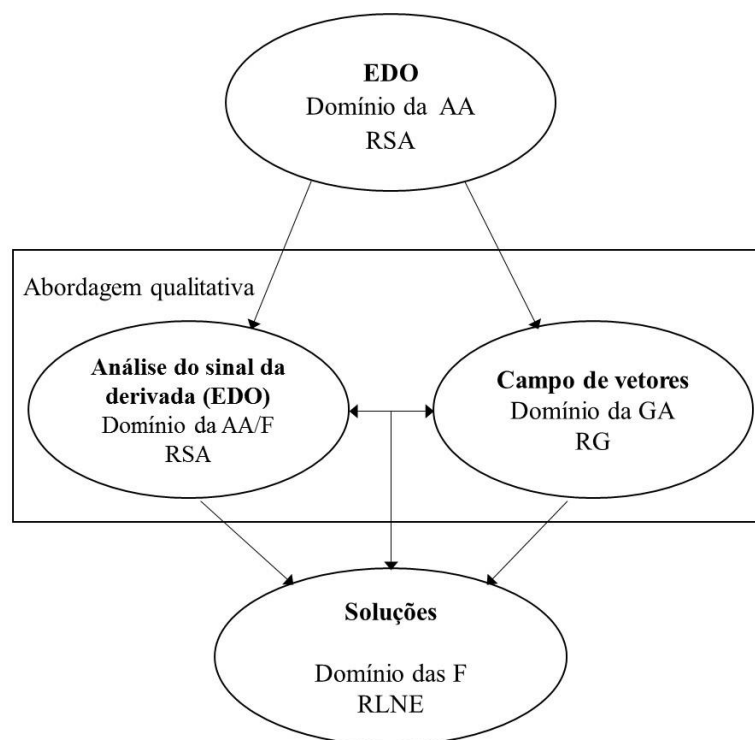 EDO
Domínio da AA
RSA
Abordagem qualitativa
Análise do sinal da
derivada (EDO)
Domínio da AA/F
RSA
Campo de vetores
Domínio da GA
RG
Soluções
Domínio das F
RLNE